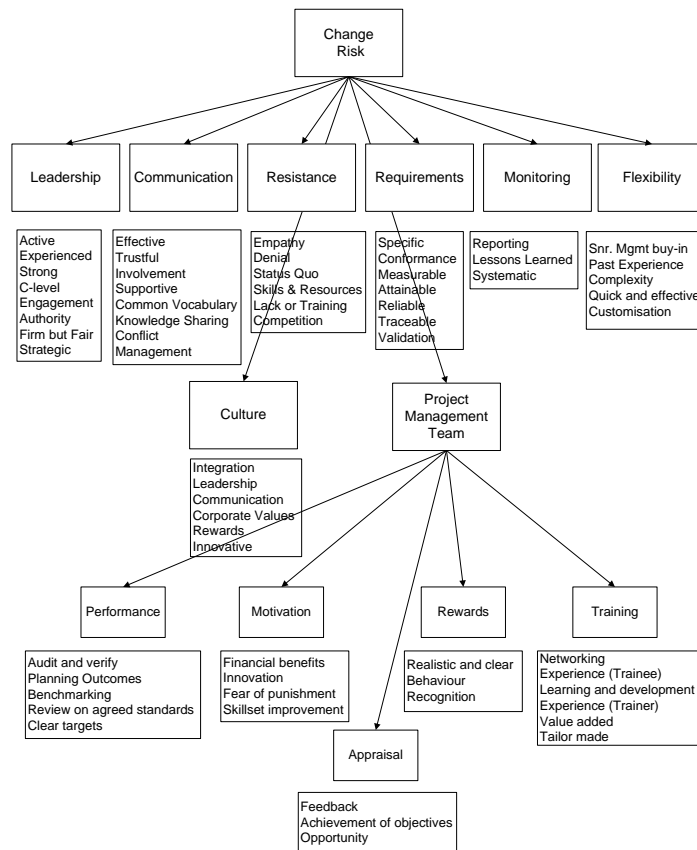 Change
Risk
Leadership
Communication
Resistance
Requirements
Monitoring
Flexibility
Active
Experienced
Strong
C-level
Engagement
Authority
Firm but Fair
Strategic
Effective
Trustful
Involvement
Supportive
Common Vocabulary
Knowledge Sharing
Conflict
Management
Empathy
Denial
Status Quo
Skills & Resources
Lack or Training
Competition
Specific
Conformance
Measurable
Attainable
Reliable
Traceable
Validation
Reporting
Lessons Learned
Systematic
Snr. Mgmt buy-in
Past Experience
Complexity
Quick and effective
Customisation
Culture
Project
Management
Team
Integration
Leadership
Communication
Corporate Values
Rewards
Innovative
Performance
Motivation
Rewards
Training
Audit and verify
Planning Outcomes
Benchmarking
Review on agreed standards
Clear targets
Financial benefits
Innovation
Fear of punishment
Skillset improvement
Realistic and clear
Behaviour
Recognition
Networking
Experience (Trainee)
Learning and development
Experience (Trainer)
Value added
Tailor made
Appraisal
Feedback
Achievement of objectives
Opportunity